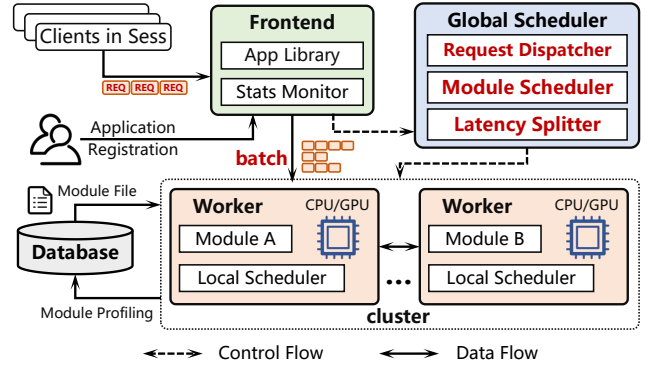 Clients in Sess
REQ REQ REQ
Application
Registration
Frontend
App Library
Stats Monitor
batch
Global Scheduler
Request Dispatcher
Module Scheduler
Latency Splitter
Module File
Database
Module Profiling
Worker
CPU/GPU
Module A
Local Scheduler
...
Worker
CPU/GPU
Module B
Local Scheduler
cluster
Control Flow
Data Flow